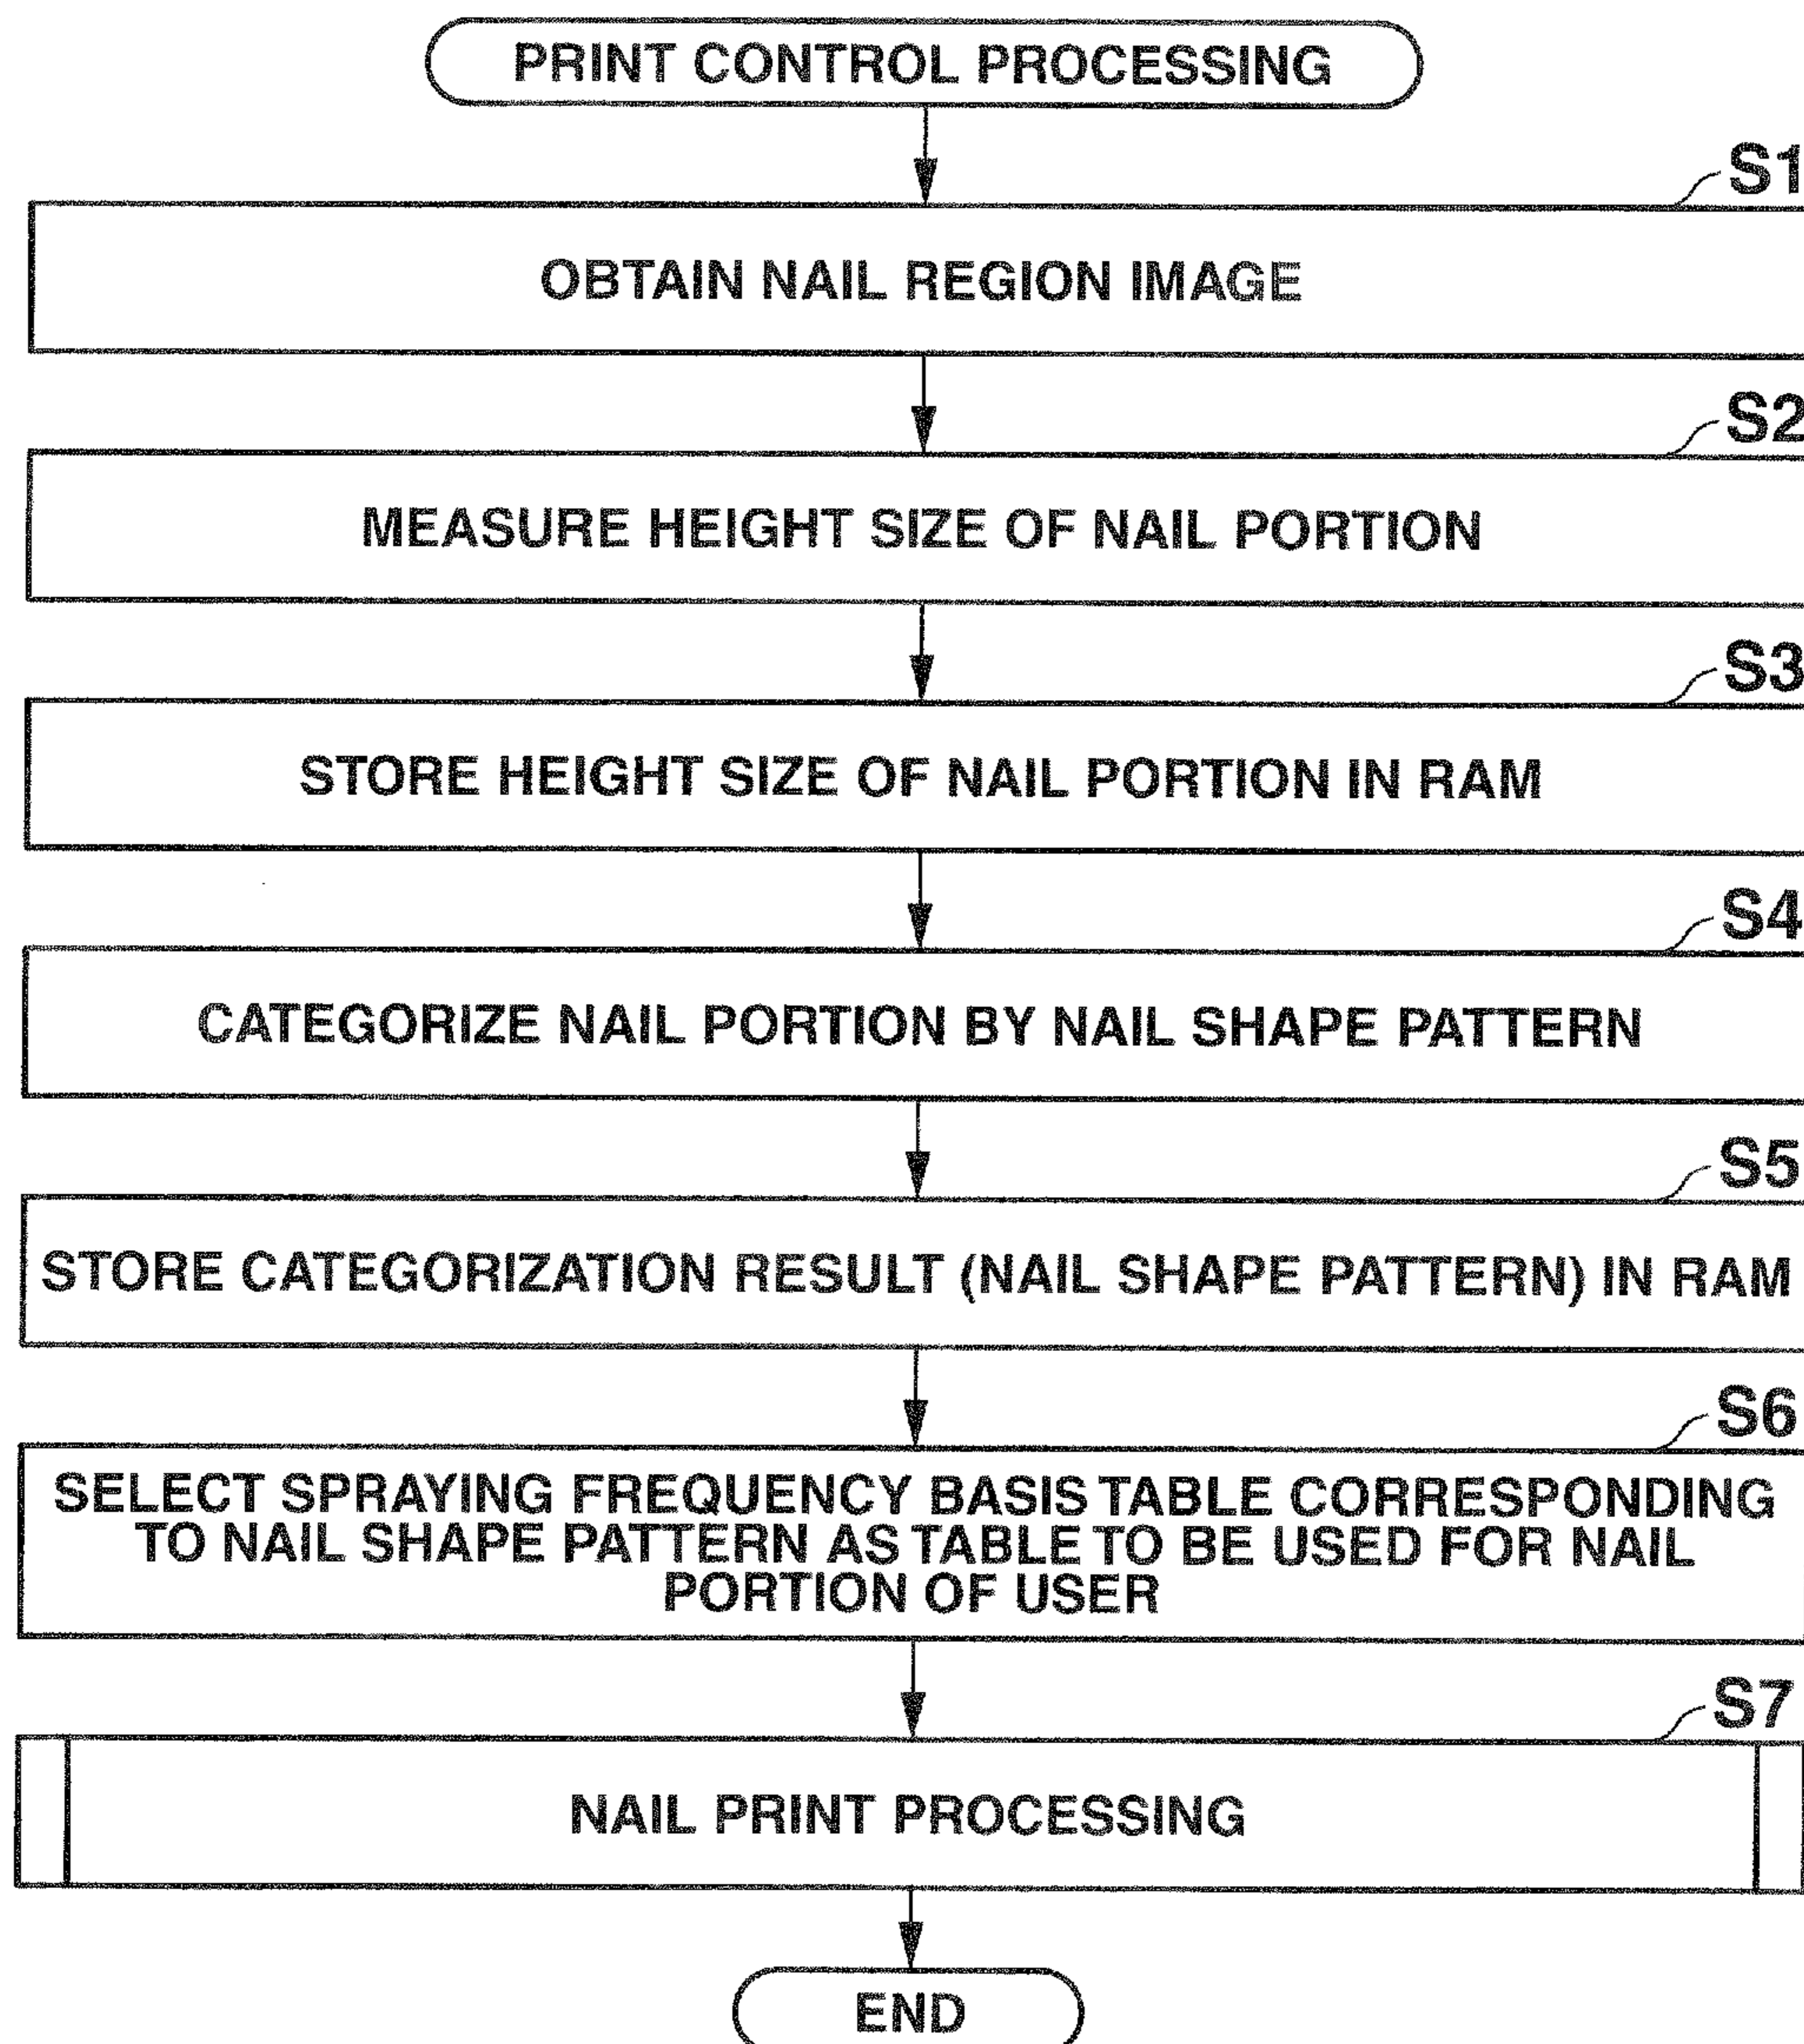 PRINT CONTROL PROCESSING
S1
OBTAIN NAIL REGION IMAGE
S2
MEASURE HEIGHT SIZE OF NAIL PORTION
S3
STORE HEIGHT SIZE OF NAIL PORTION IN RAM
S4
CATEGORIZE NAIL PORTION BY NAIL SHAPE PATTERN
S5
STORE CATEGORIZATION RESULT (NAIL SHAPE PATTERN) IN RAM
S6
SELECT SPRAYING FREQUENCY BASIS TABLE CORRESPONDING
TO NAIL SHAPE PATTERN AS TABLE TO BE USED FOR NAIL
PORTION OF USER
S7
NAIL PRINT PROCESSING
END